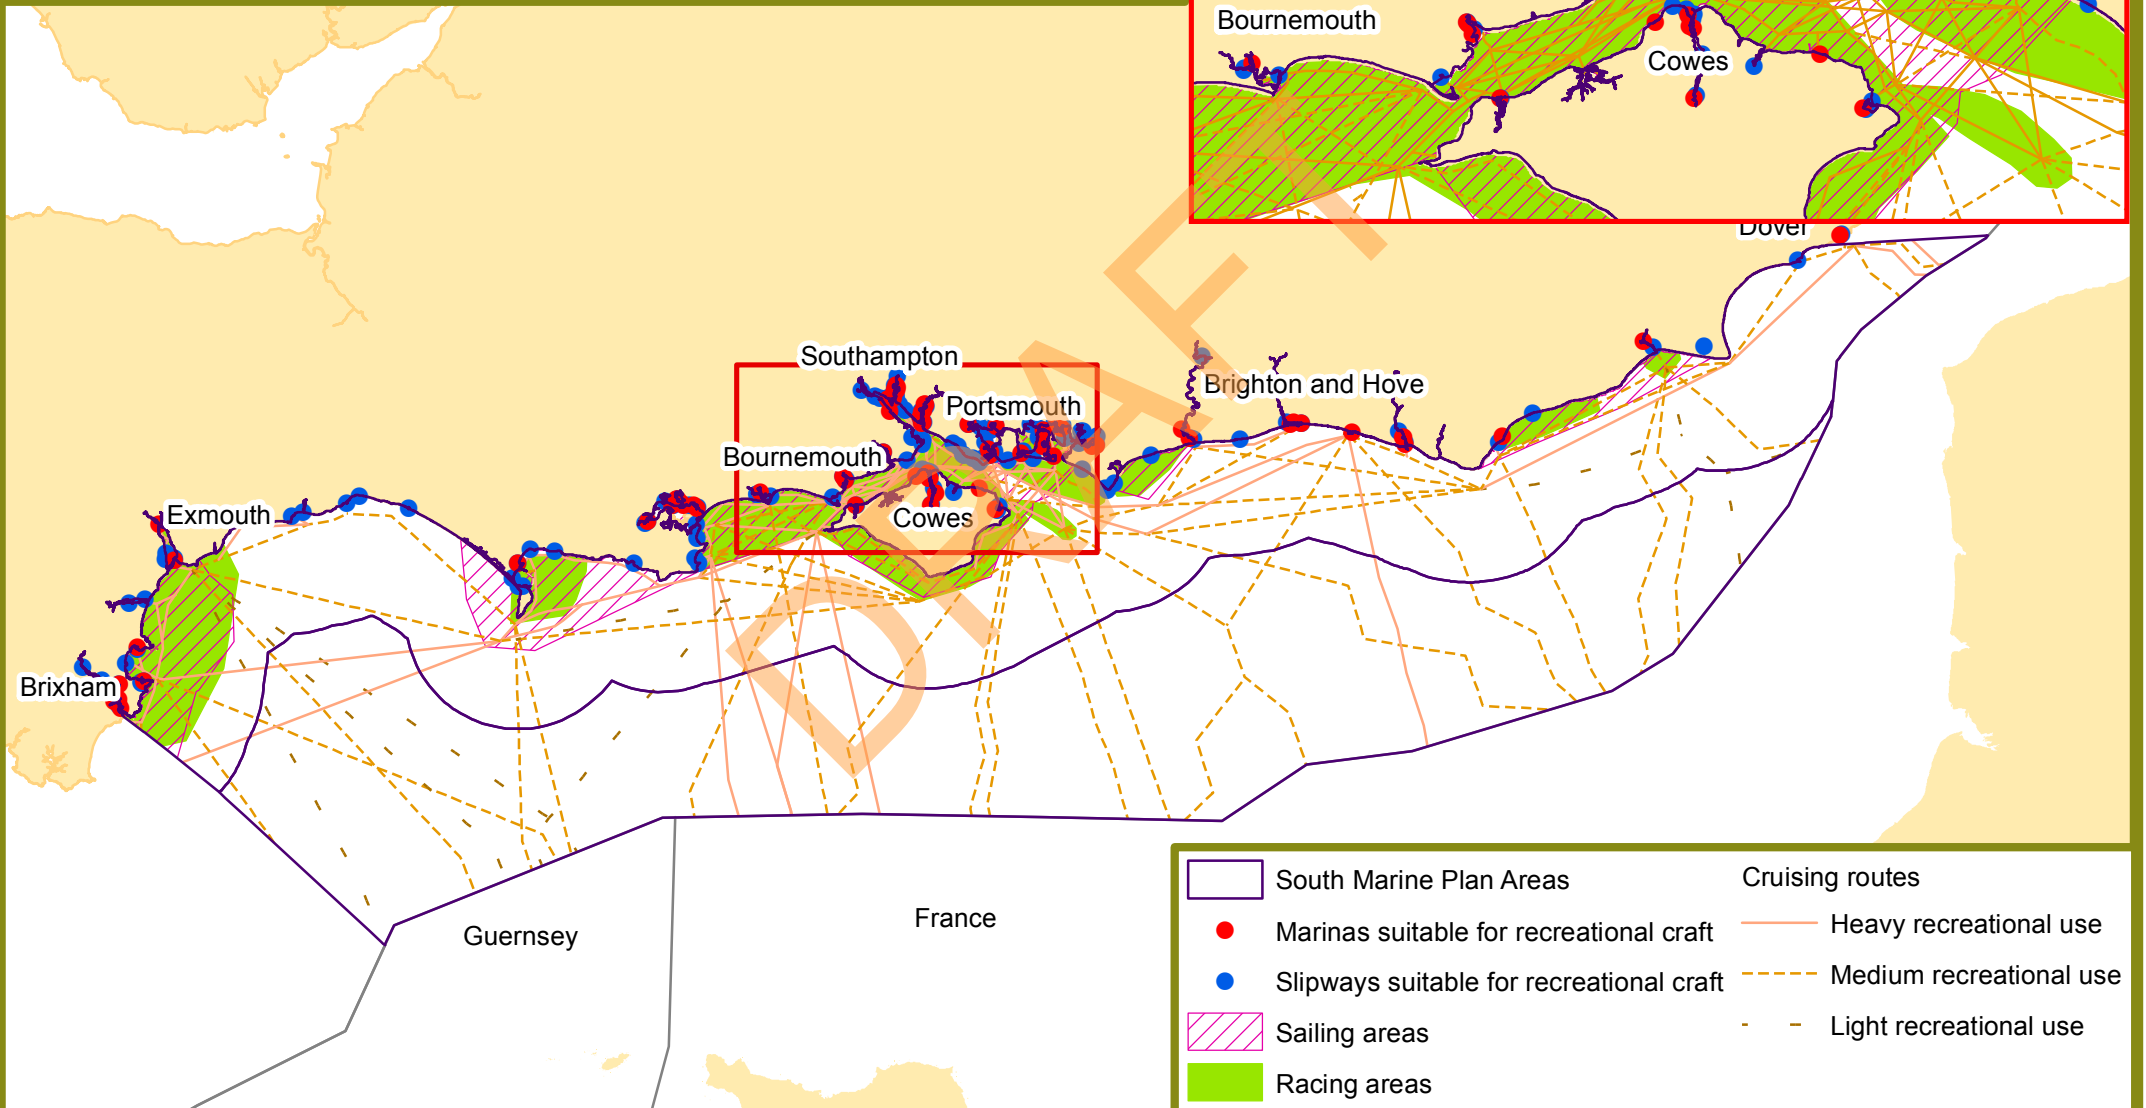 Bournemouth
Cowes
Dover
Southampton
Portsmouth
Brighton and Hove
Bournemouth
Exmouth
Cowes
Brixham
DRAFT
Guernsey
France
South Marine Plan Areas
Marinas suitable for recreational craft
Slipways suitable for recreational craft
Sailing areas
Racing areas
Cruising routes
Heavy recreational use
Medium recreational use
Light recreational use